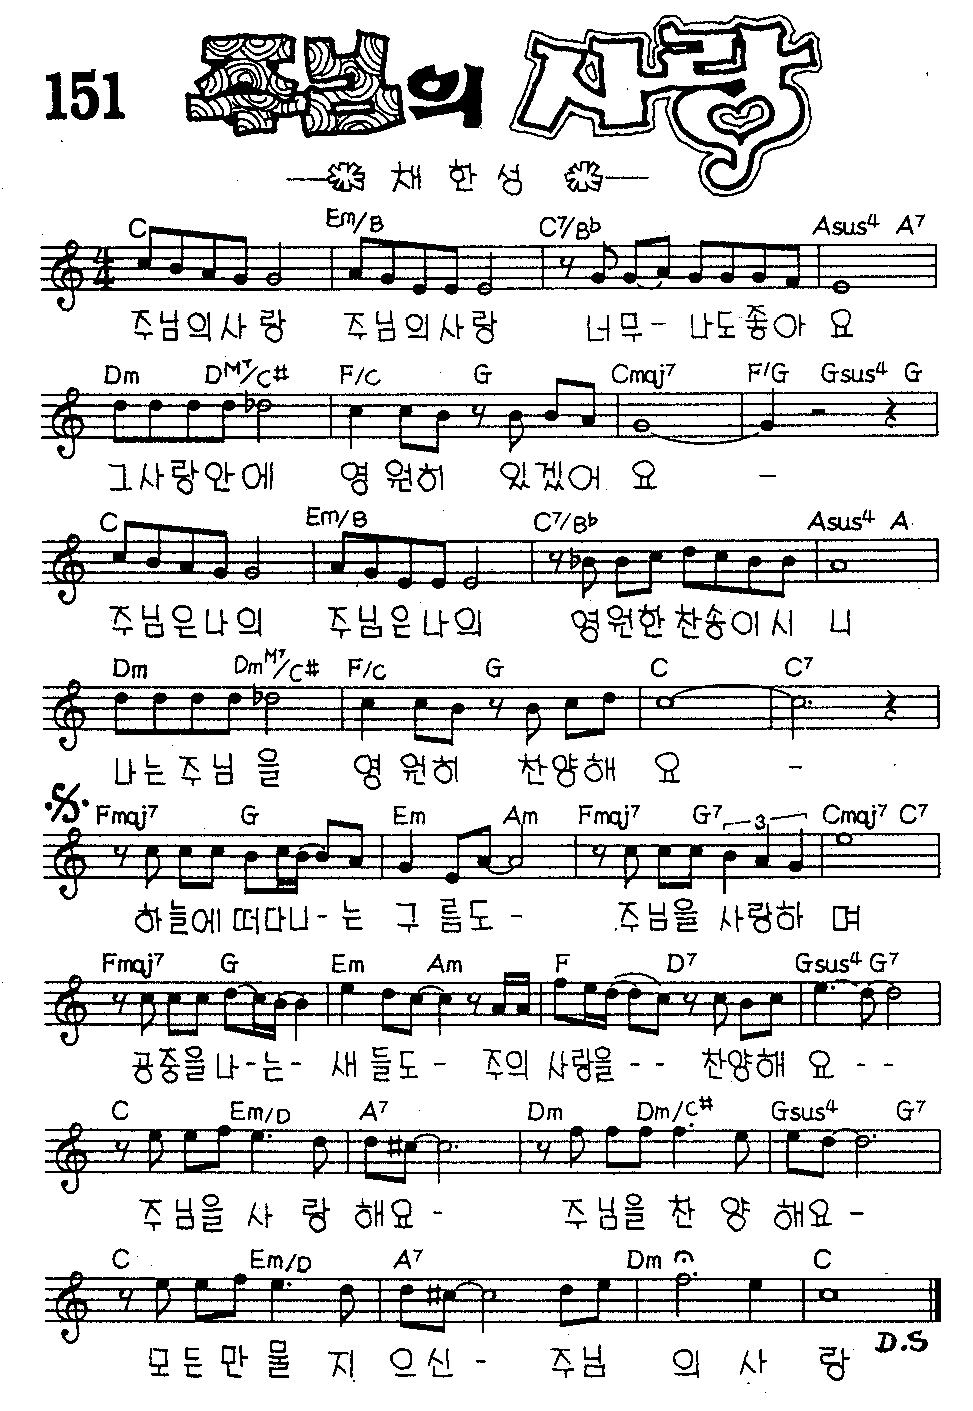 151 주님의 사랑
채한성
C Em/B C7/Bb Asus4 A7
주님의사랑 주님의사랑 너무- 나도좋아 요
Dm DM7/C# F/C G Cmaj7 F/G Gsus4 G
그사랑안에 영원히 있겠어 요 -
C Em/B C7/Bb Asus4 A
주님은나의 주님은나의 영원한찬송이시 니
Dm DmM7/C# F/C G C C7
나는주님을 영원히 찬양해 요 -
Fmaj7 G Em Am Fmaj7 G7 3 Cmaj7 C7
하늘에떠다니-는 구름도- 주님을 사랑하 며
Fmaj7 G Em Am F D7 Gsus4 G7
공중을나-는- 새들도- 주의 사랑을-- 찬양해 요--
C Em/D A7 Dm Dm/C# Gsus4 G7
주님을 사 랑 해요- 주님을 찬 양 해요-
C Em/D A7 Dm C
모든만물 지 으신- 주님 의 사 랑
D.S